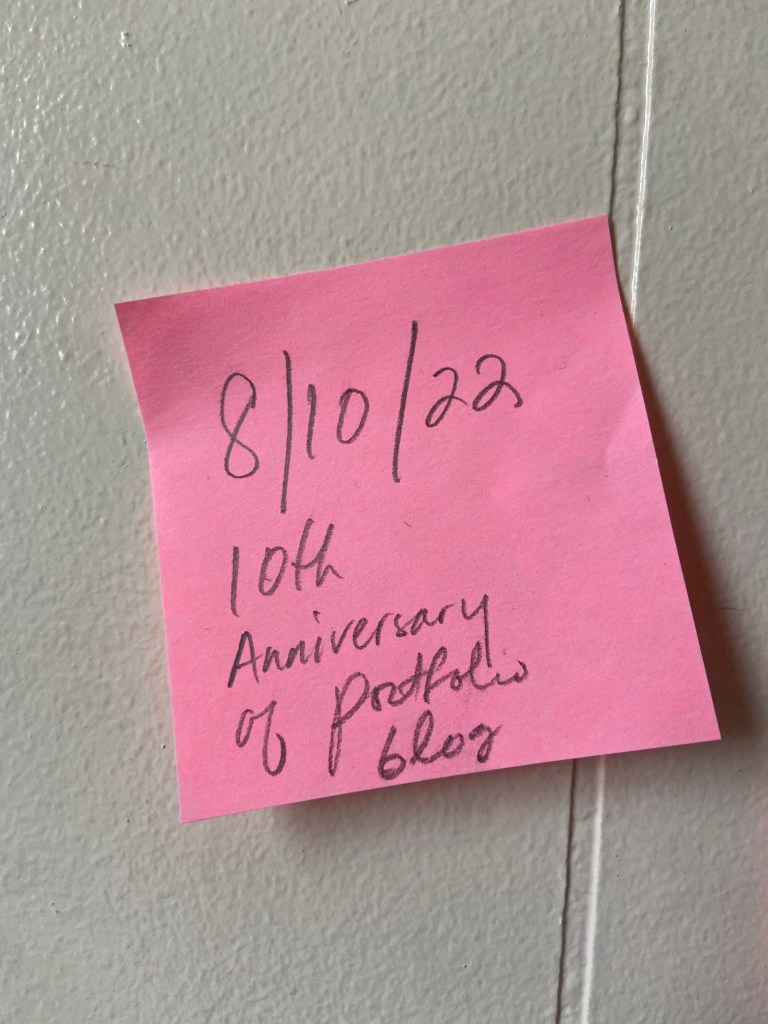 8/10/22
10th
Anniversary
of portfolio
blog